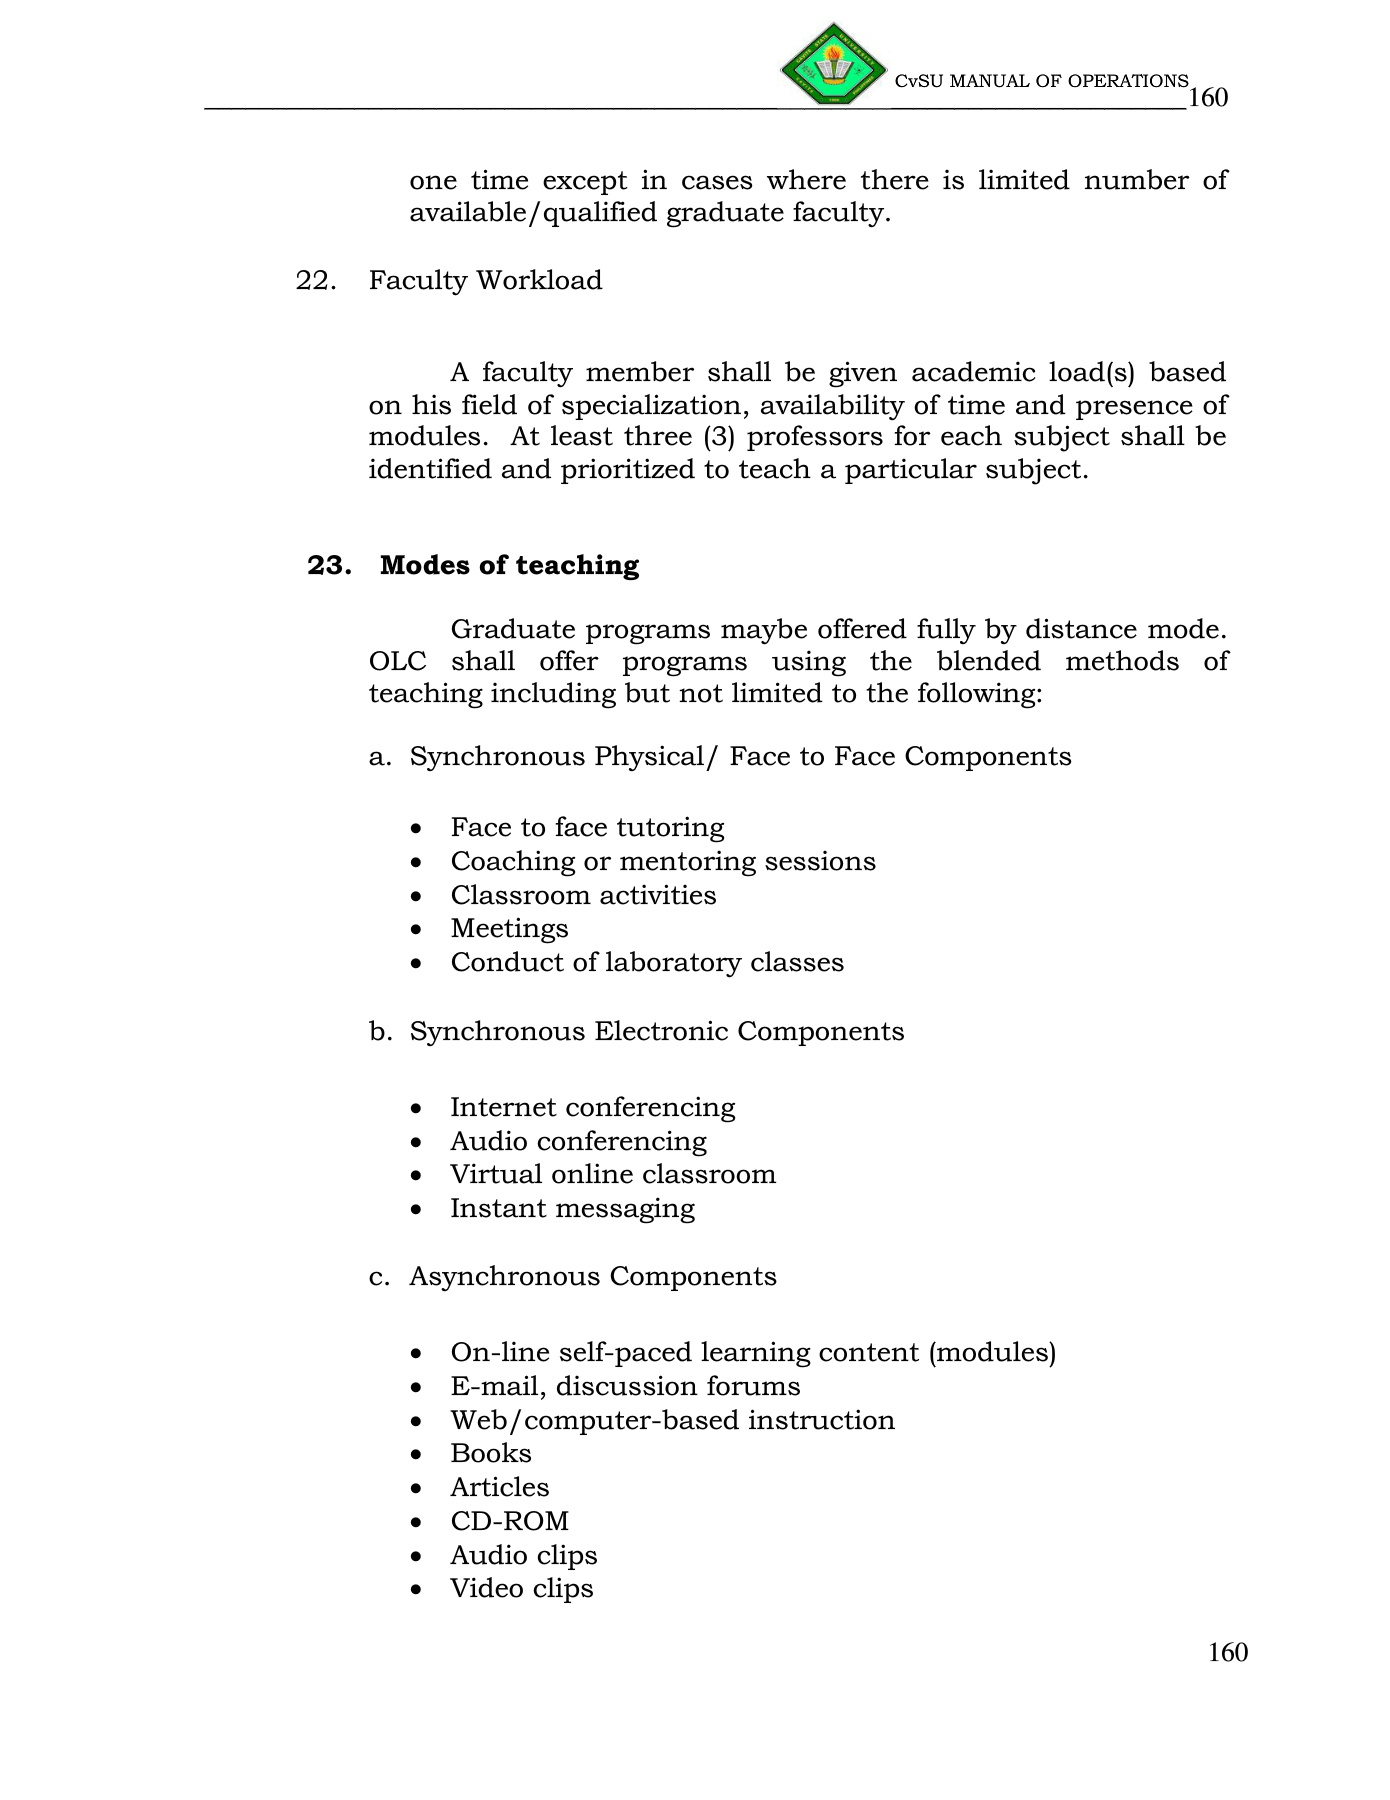 CvSU MANUAL OF OPERATIONS
160
one time except in cases where there is limited number of
available/qualified graduate faculty.
22. Faculty Workload
A faculty member shall be given academic load(s) based
on his field of specialization, availability of time and presence of
modules. At least three (3) professors for each subject shall be
identified and prioritized to teach a particular subject.
23. Modes of teaching
Graduate programs maybe offered fully by distance mode.
OLC shall offer programs using the blended methods of
teaching including but not limited to the following:
a. Synchronous Physical/ Face to Face Components
• Face to face tutoring
• Coaching or mentoring sessions
• Classroom activities
• Meetings
• Conduct of laboratory classes
b. Synchronous Electronic Components
• Internet conferencing
• Audio conferencing
• Virtual online classroom
• Instant messaging
c. Asynchronous Components
• On-line self-paced learning content (modules)
• E-mail, discussion forums
• Web/computer-based instruction
• Books
• Articles
• CD-ROM
• Audio clips
• Video clips
160